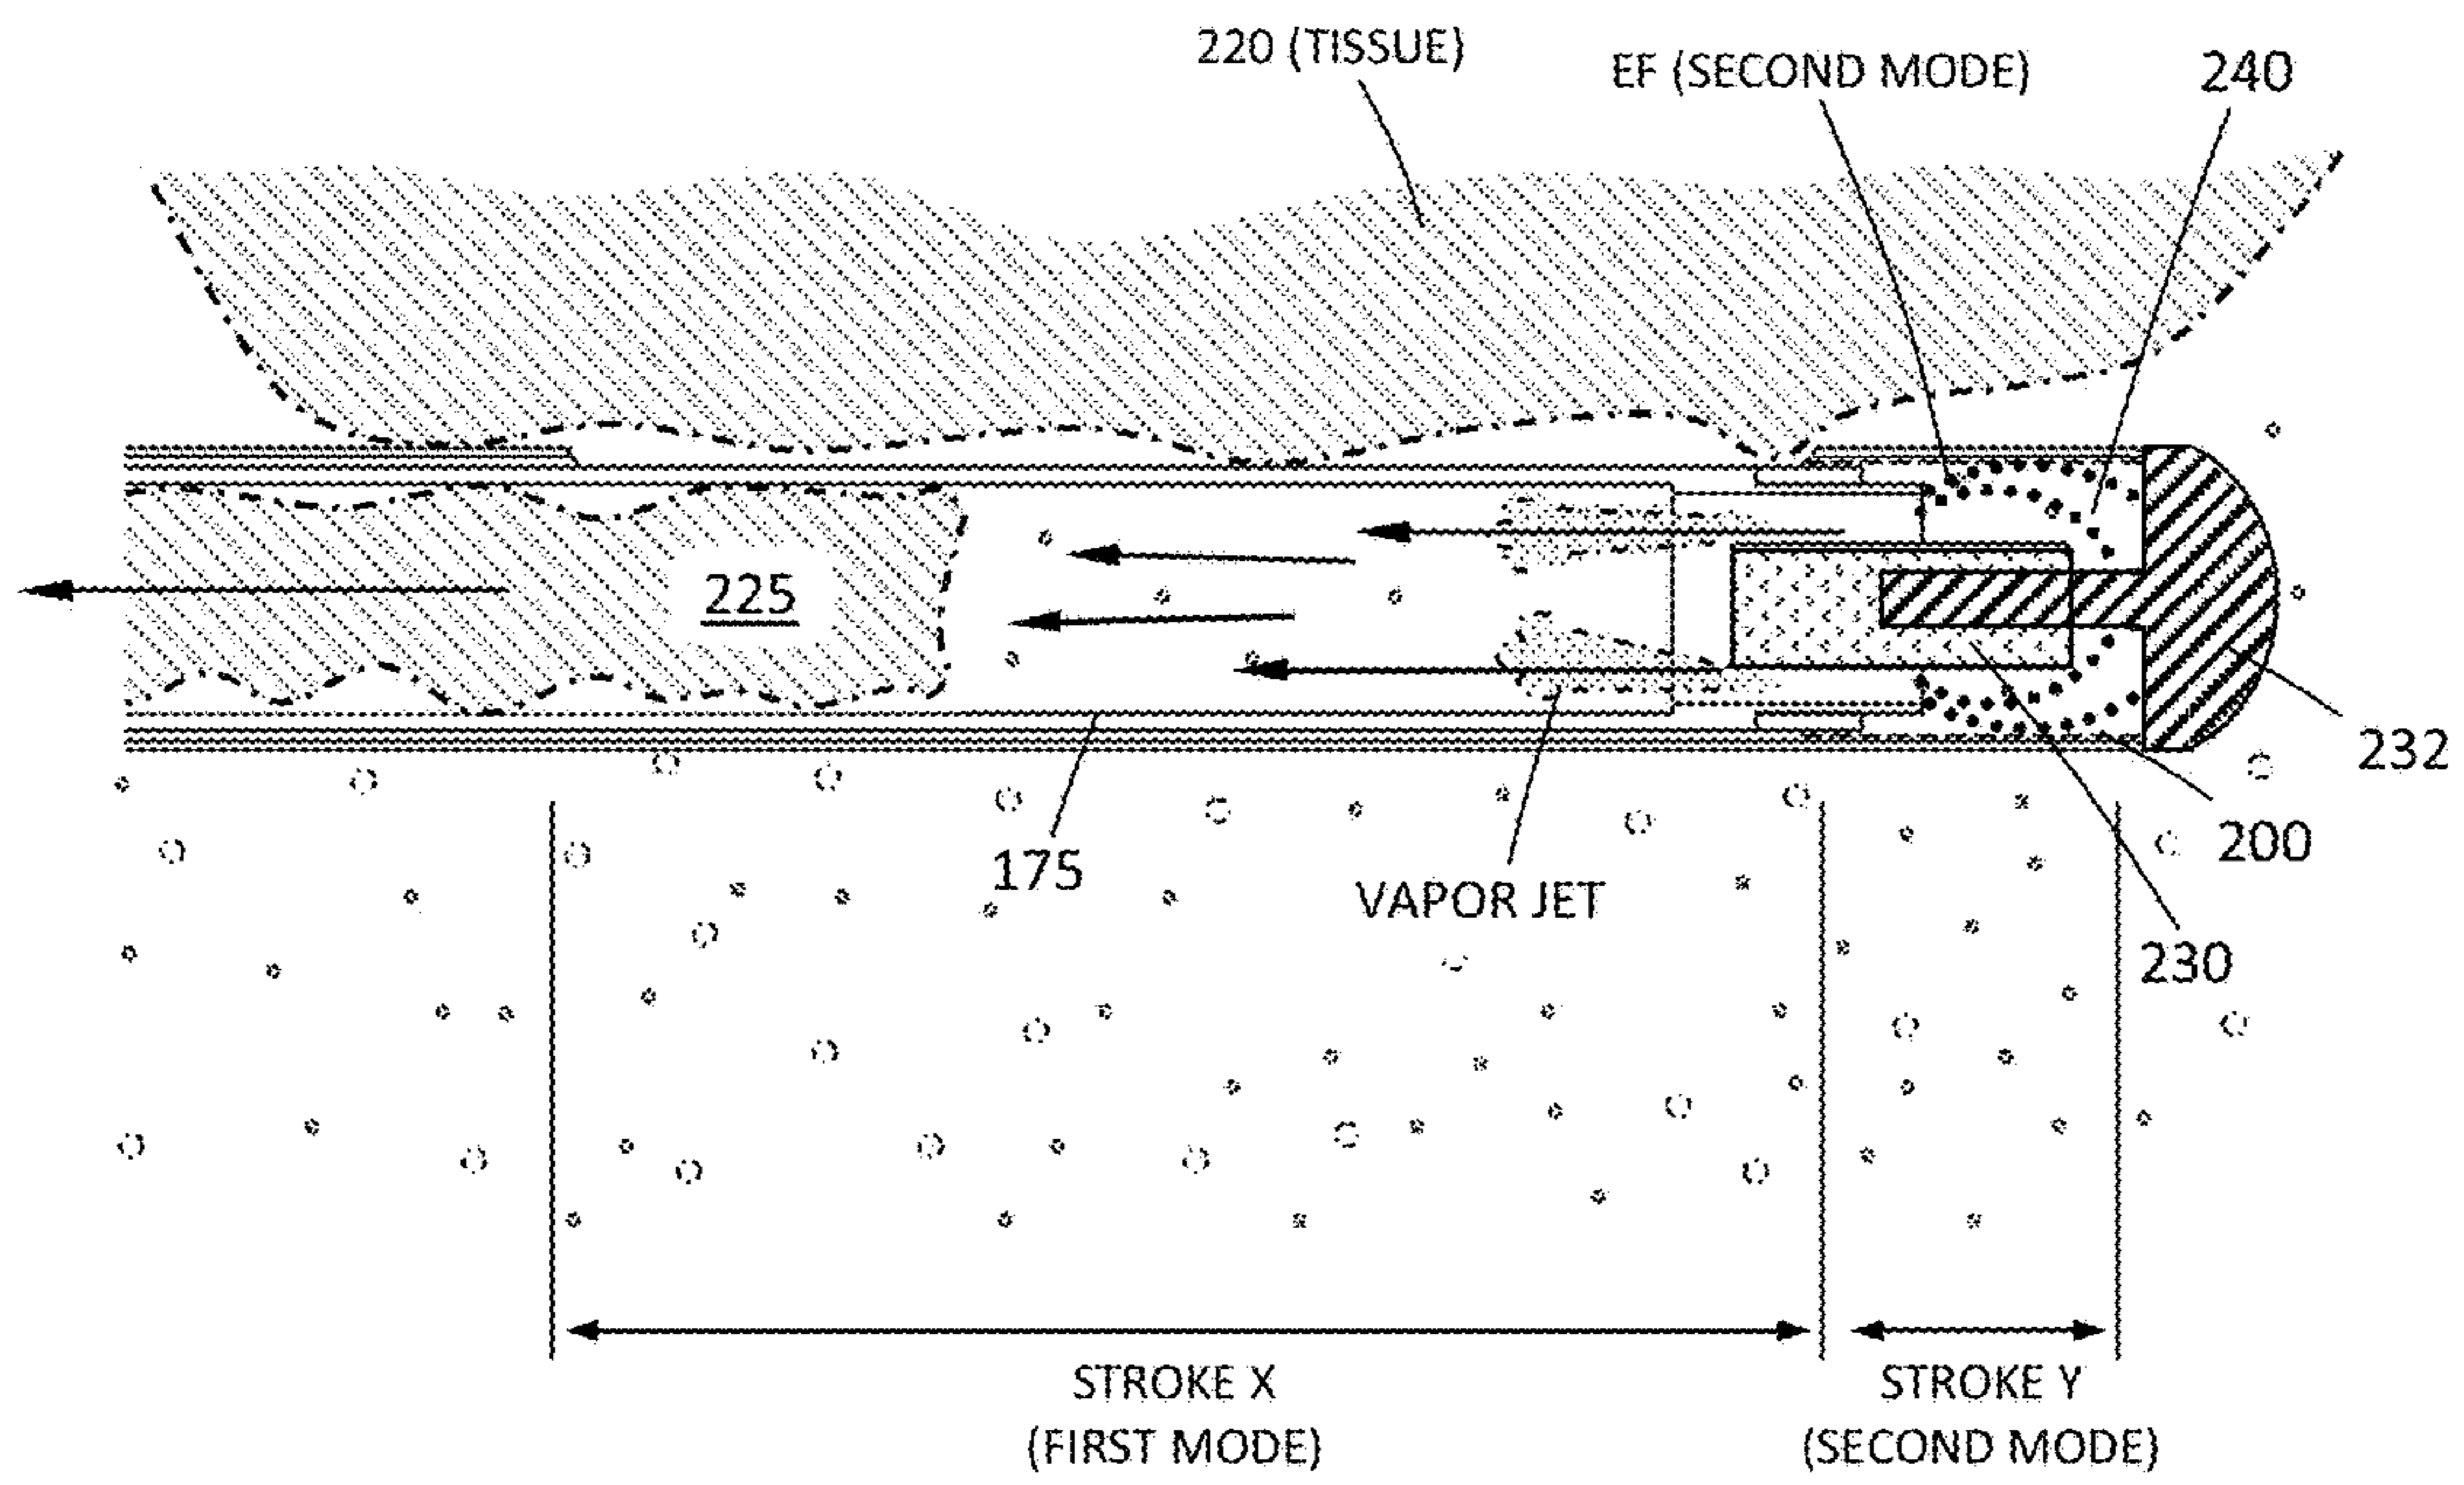 220 (TISSUE)
EF (SECOND MODE)
240
225
232
175
VAPOR JET
200
230
STROKE X
(FIRST MODE)
STROKE Y
(SECOND MODE)